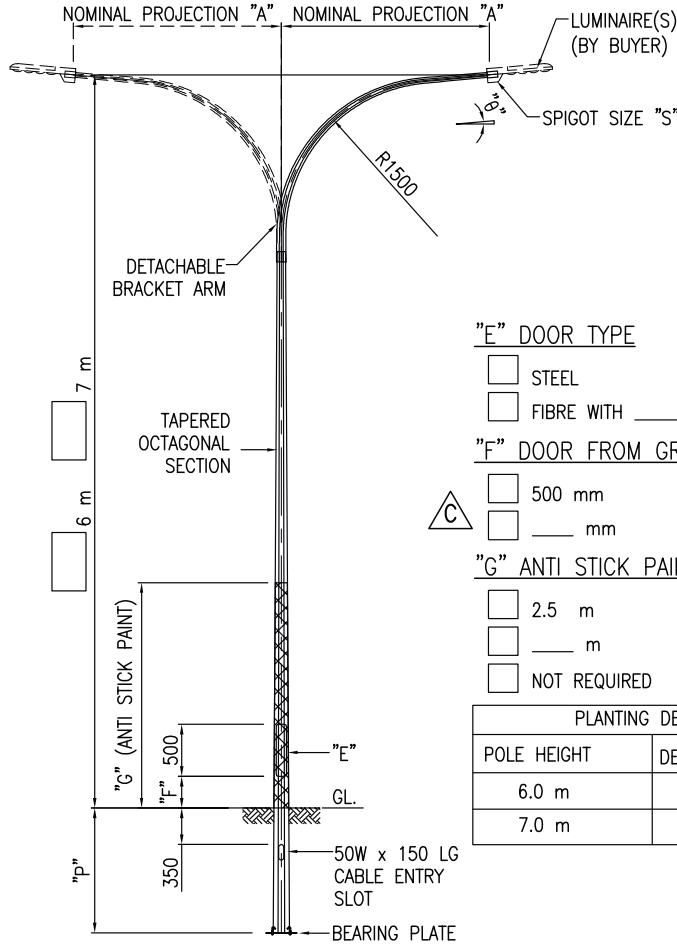 NOMINAL PROJECTION "A"
NOMINAL PROJECTION "A"
LUMINAIRE(S)
(BY BUYER)
"θ"
SPIGOT SIZE "S"
R1500
DETACHABLE
BRACKET ARM
7 m
TAPERED
OCTAGONAL
SECTION
6 m
"E" DOOR TYPE
STEEL
FIBRE WITH ____
"F" DOOR FROM GR
C
500 mm
____ mm
"G" ANTI STICK PAI
2.5 m
____ m
NOT REQUIRED
"G" (ANTI STICK PAINT)
500
"E"
"F"
GL.
PLANTING DE
POLE HEIGHT DE
6.0 m
7.0 m
"P"
350
50W x 150 LG
CABLE ENTRY
SLOT
BEARING PLATE